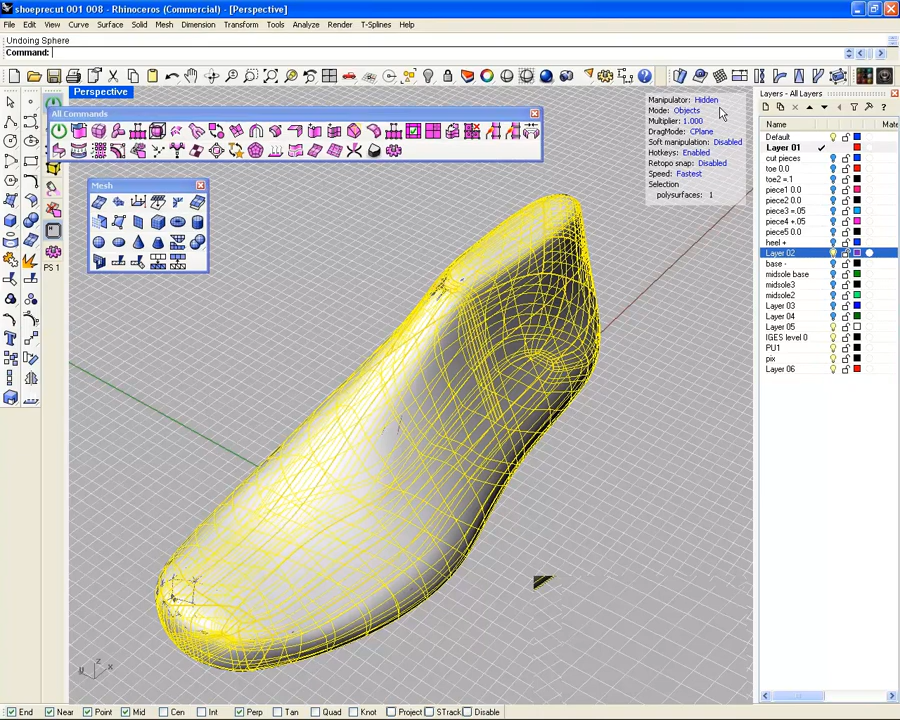 shoeprecut 001 008 - Rhinoceros (Commercial) - [Perspective]
File Edit View Curve Surface Solid Mesh Dimension Transform Tools Analyze Render T-Splines Help
Undoing Sphere
Command:
Perspective
All Commands
Mesh
PS 1
Manipulator: Hidden
Mode: Objects
Multiplier: 1.000
DragMode: CPlane
Soft manipulation: Disabled
Hotkeys: Enabled
Retopo snap: Disabled
Speed: Fastest
Selection
polysurfaces: 1
z
y x
Layers - All Layers
Name Mate
Default
Layer 01
cut pieces
toe 0.0
toe2 =.1
piece1 0.0
piece2 0.0
piece3 =.05
piece4 +.05
piece5 0.0
heel +
Layer 02
base -
midsole base
midsole3
midsole2
Layer 03
Layer 04
Layer 05
IGES level 0
PU1
pix
Layer 06
End Near Point Mid Cen Int Perp Tan Quad Knot Project STrack Disable